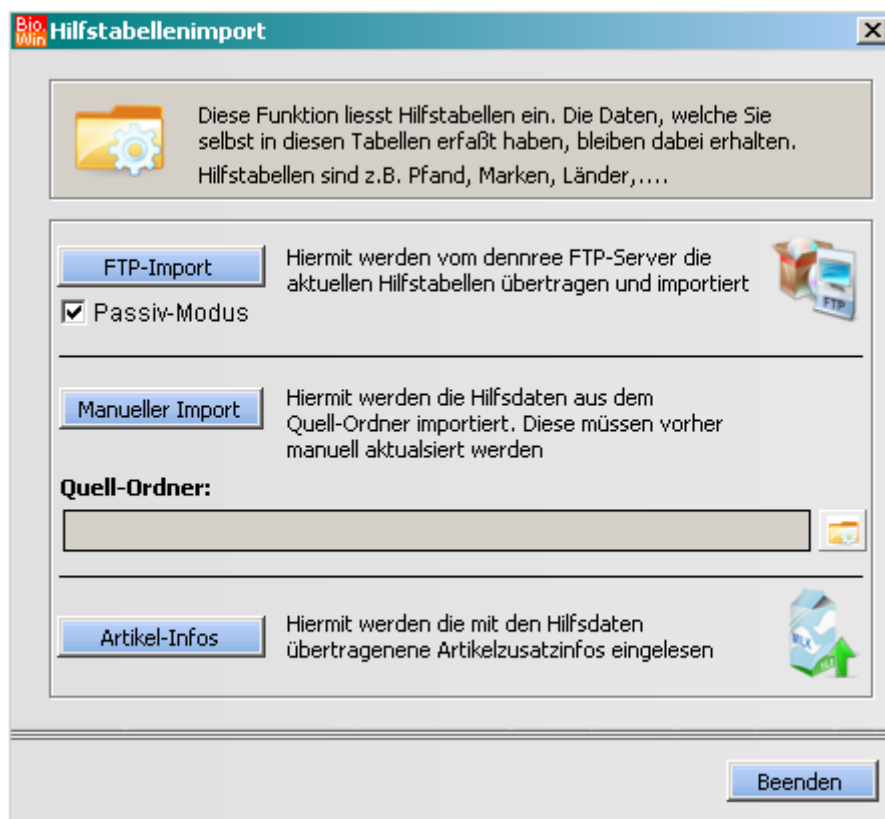 Bio.
Win
Hilfstabellenimport
Diese Funktion liesst Hilfstabellen ein. Die Daten, welche Sie
selbst in diesen Tabellen erfaßt haben, bleiben dabei erhalten.
Hilfstabellen sind z.B. Pfand, Marken, Länder,....
FTP-Import
Hiermit werden vom dennree FTP-Server die
aktuellen Hilfstabellen übertragen und importiert
FTP
Passiv-Modus
Manueller Import
Hiermit werden die Hilfsdaten aus dem
Quell-Ordner importiert. Diese müssen vorher
manuell aktualsiert werden
Quell-Ordner:
Artikel-Infos
Hiermit werden die mit den Hilfsdaten
übertragenene Artikelzusatzinfos eingelesen
MILK
Beenden